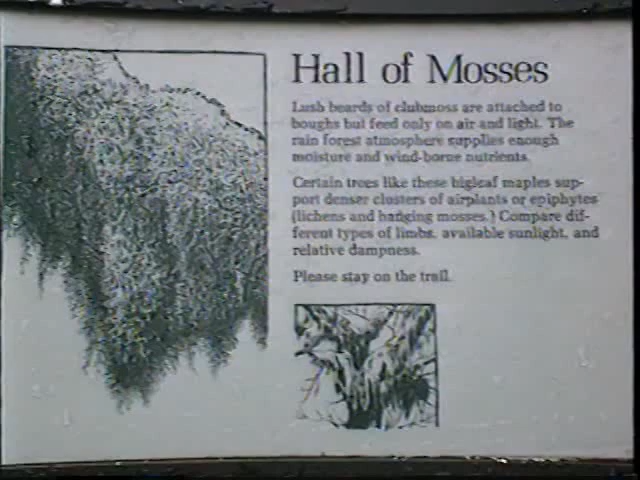 Hall of Mosses
Lush beards of clubmoss are attached to
boughs but feed only on air and light. The
rain forest atmosphere supplies enough
moisture and wind-borne nutrients.
Certain trees like these bigleaf maples sup-
port denser clusters of airplants or epiphytes
(lichens and hanging mosses.) Compare dif-
ferent types of limbs, available sunlight, and
relative dampness.
Please stay on the trail.